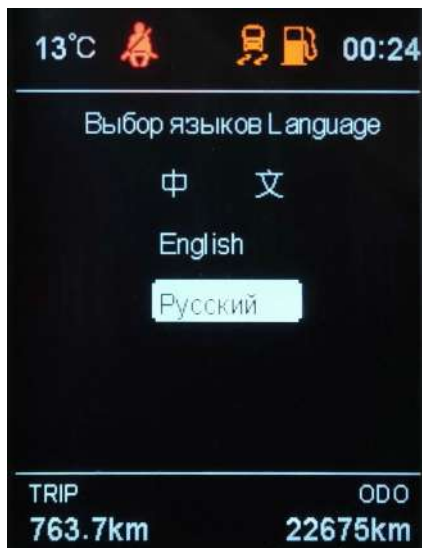 13°C 00:24
Выбор языков Language
中 文
English
Русский
TRIP ODO
763.7km 22675km